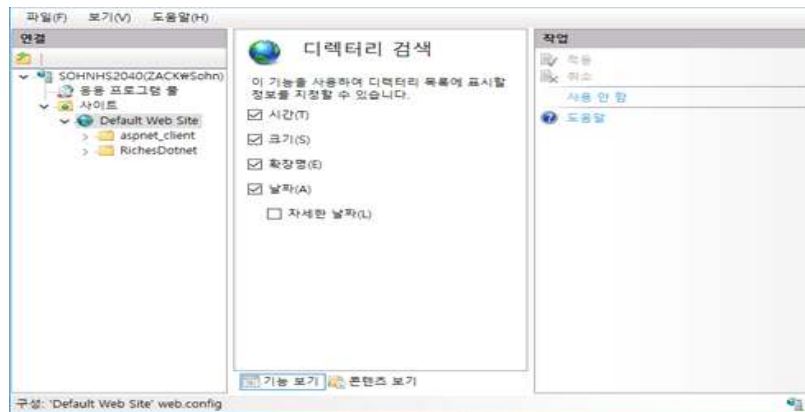 파일(F) 보기(V) 도움말(H)
연결
SOHNHS2040(ZACK₩Sohn)
응용 프로그램 풀
사이트
Default Web Site
aspnet_client
RichesDotnet
디렉터리 검색
이 기능을 사용하여 디렉터리 목록에 표시할
정보를 지정할 수 있습니다.
시간(T)
크기(S)
확장명(E)
날짜(A)
자세한 날짜(L)
기능 보기 콘텐츠 보기
작업
적용
취소
사용 안 함
도움말
구성: 'Default Web Site' web.config